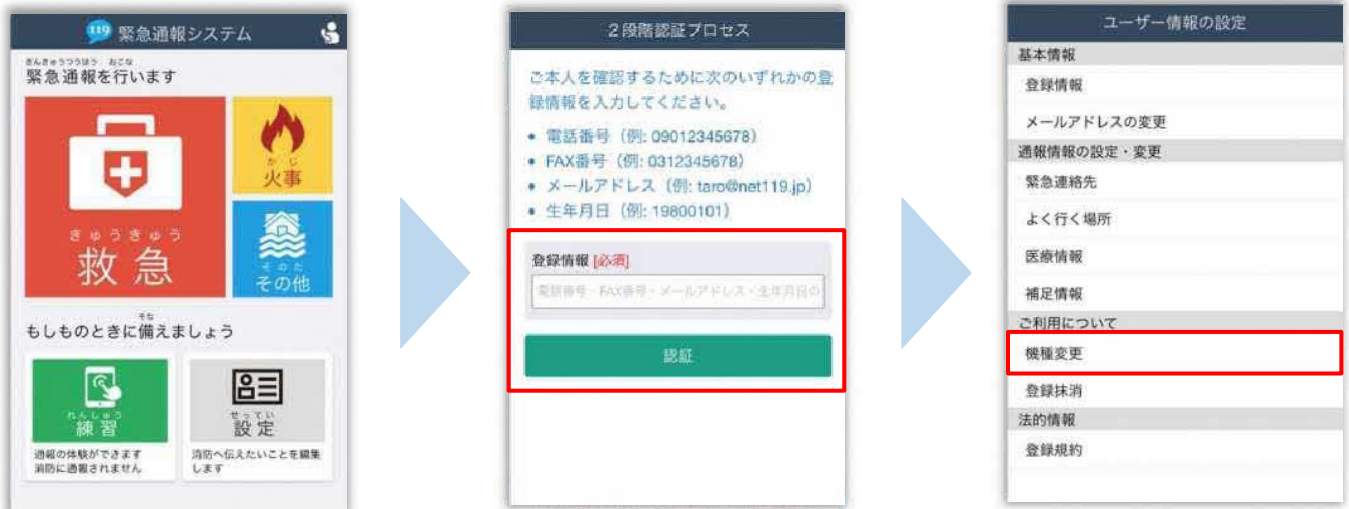 119 緊急通報システム
きんきゅうつうほう おこな
緊急通報を行います
きゅうきゅう
救急
かじ
火事
そのた
その他
そな
もしものときに備えましょう
れんしゅう
練習
通報の体験ができます
消防に通報されません
せってい
設定
消防へ伝えたいことを編集
します
2段階認証プロセス
ご本人を確認するために次のいずれかの登
録情報を入力してください。
• 電話番号（例: 09012345678）
• FAX番号（例: 0312345678）
• メールアドレス（例: taro@net119.jp）
• 生年月日（例: 19800101）
登録情報 [必須]
電話番号・FAX番号・メールアドレス・生年月日の
認証
ユーザー情報の設定
基本情報
登録情報
メールアドレスの変更
通報情報の設定・変更
緊急連絡先
よく行く場所
医療情報
補足情報
ご利用について
機種変更
登録抹消
法的情報
登録規約